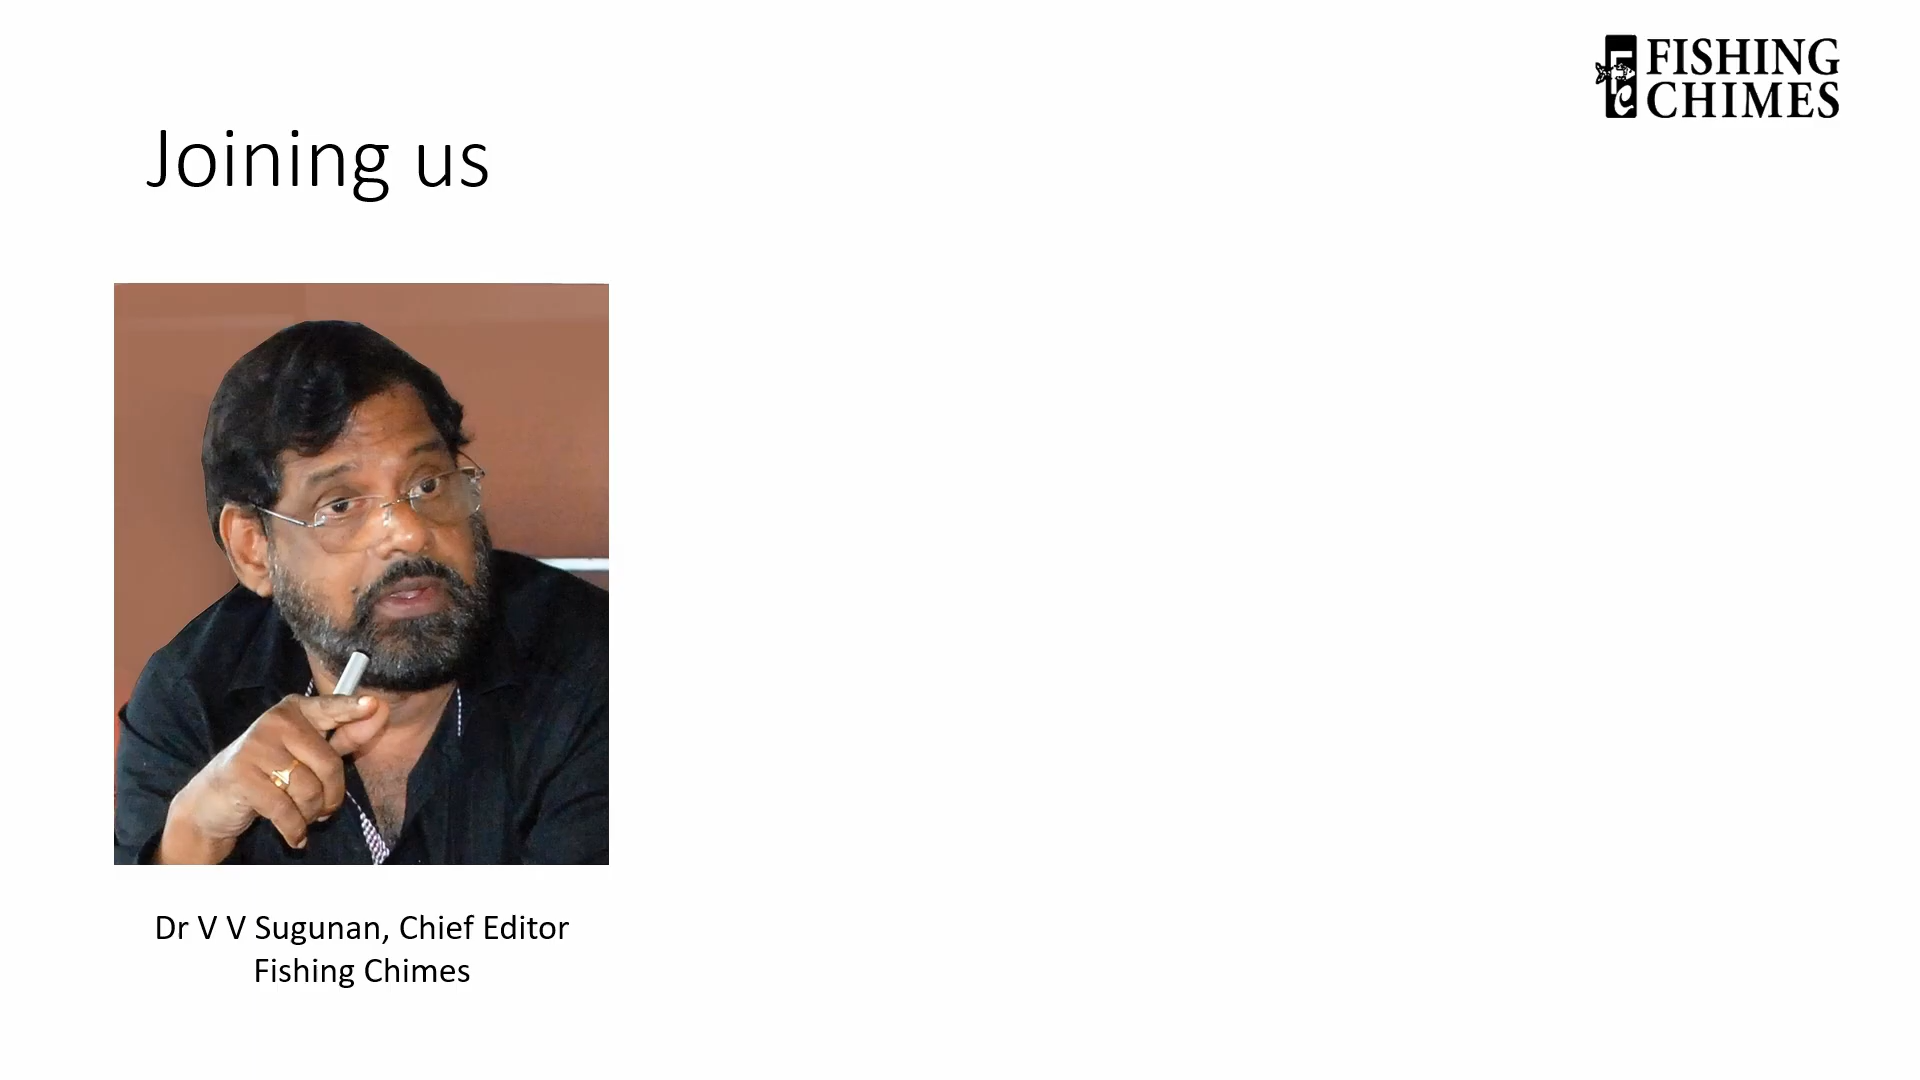 FISHING
CHIMES
Joining us
Dr V V Sugunan, Chief Editor
Fishing Chimes